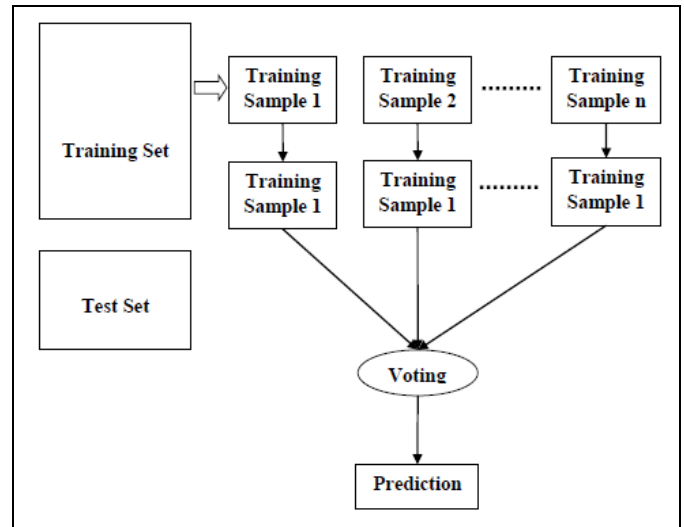 Training Set
Training
Sample 1
Training
Sample 2
.........
Training
Sample n
Training
Sample 1
Training
Sample 1
.........
Training
Sample 1
Test Set
Voting
Prediction